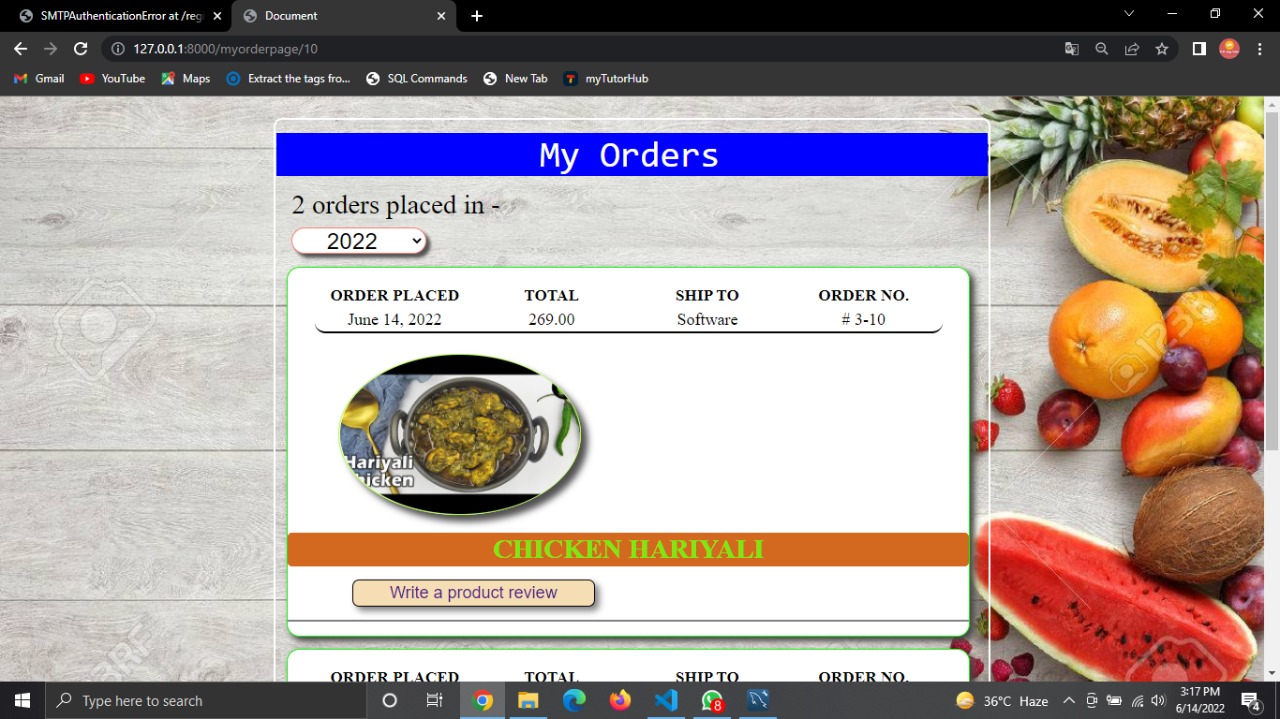 SMTPAuthenticationError at /reg
Document
127.0.0.1:8000/myorderpage/10
Gmail
YouTube
Maps
Extract the tags fro...
SQL Commands
New Tab
myTutorHub
My Orders
2 orders placed in -
2022
ORDER PLACED TOTAL SHIP TO ORDER NO.
June 14, 2022 269.00 Software # 3-10
Hariyali
Chicken
CHICKEN HARIYALI
Write a product review
ORDER PLACED TOTAL SHIP TO ORDER NO.
123RF
123RF
123RF
Type here to search
8
36°C Haze
3:17 PM
6/14/2022
4